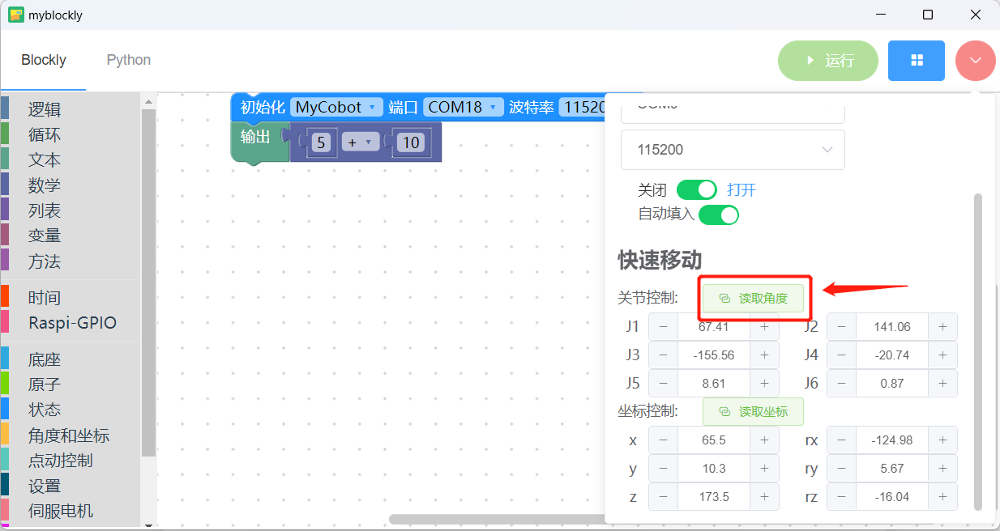 myblockly
Blockly Python 运行
逻辑
循环
文本
数学
列表
变量
方法
时间
Raspi-GPIO
底座
原子
状态
角度和坐标
点动控制
设置
伺服电机
初始化 MyCobot 端口 COM18 波特率 11520
输出 5 + 10
115200
关闭 打开
自动填入
快速移动
关节控制: 读取角度
J1 − 67.41 + J2 − 141.06 +
J3 − -155.56 + J4 − -20.74 +
J5 − 8.61 + J6 − 0.87 +
坐标控制: 读取坐标
x − 65.5 + rx − -124.98 +
y − 10.3 + ry − 5.67 +
z − 173.5 + rz − -16.04 +